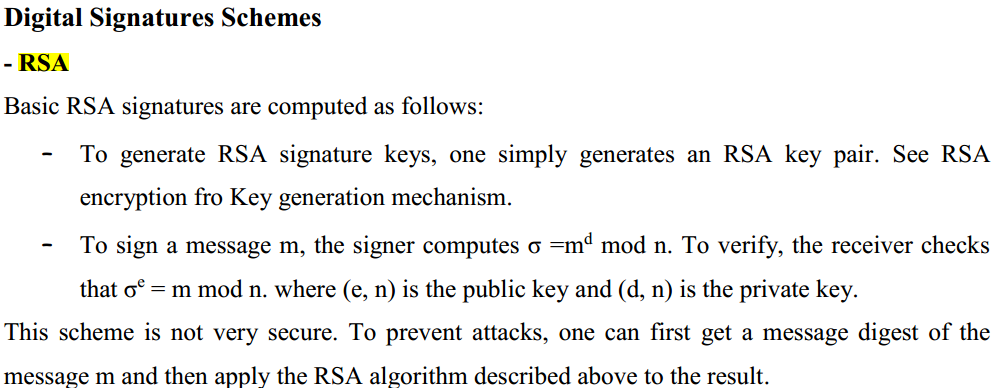 Digital Signatures Schemes
- RSA
Basic RSA signatures are computed as follows:
- To generate RSA signature keys, one simply generates an RSA key pair. See RSA
encryption fro Key generation mechanism.
- To sign a message m, the signer computes σ =mᵈ mod n. To verify, the receiver checks
that σᵉ = m mod n. where (e, n) is the public key and (d, n) is the private key.
This scheme is not very secure. To prevent attacks, one can first get a message digest of the
message m and then apply the RSA algorithm described above to the result.